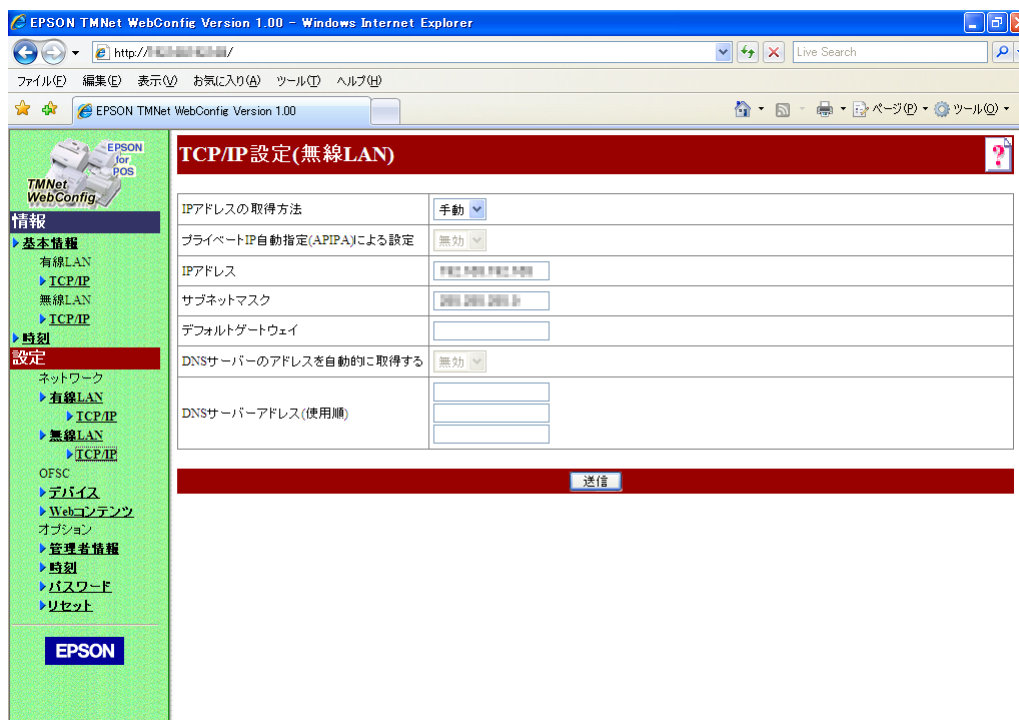 EPSON TMNet WebConfig Version 1.00 - Windows Internet Explorer
http:// /
Live Search
ファイル(F) 編集(E) 表示(V) お気に入り(A) ツール(T) ヘルプ(H)
EPSON TMNet WebConfig Version 1.00
ページ(P) ツール(O)
EPSON
for
POS
TMNet
WebConfig
情報
基本情報
有線LAN
TCP/IP
無線LAN
TCP/IP
時刻
設定
ネットワーク
有線LAN
TCP/IP
無線LAN
TCP/IP
OFSC
デバイス
Webコンテンツ
オプション
管理者情報
時刻
パスワード
リセット
EPSON
TCP/IP設定(無線LAN)
?
IPアドレスの取得方法 手動
プライベートIP自動指定(APIPA)による設定 無効
IPアドレス
サブネットマスク
デフォルトゲートウェイ
DNSサーバーのアドレスを自動的に取得する 無効
DNSサーバーアドレス(使用順)
送信